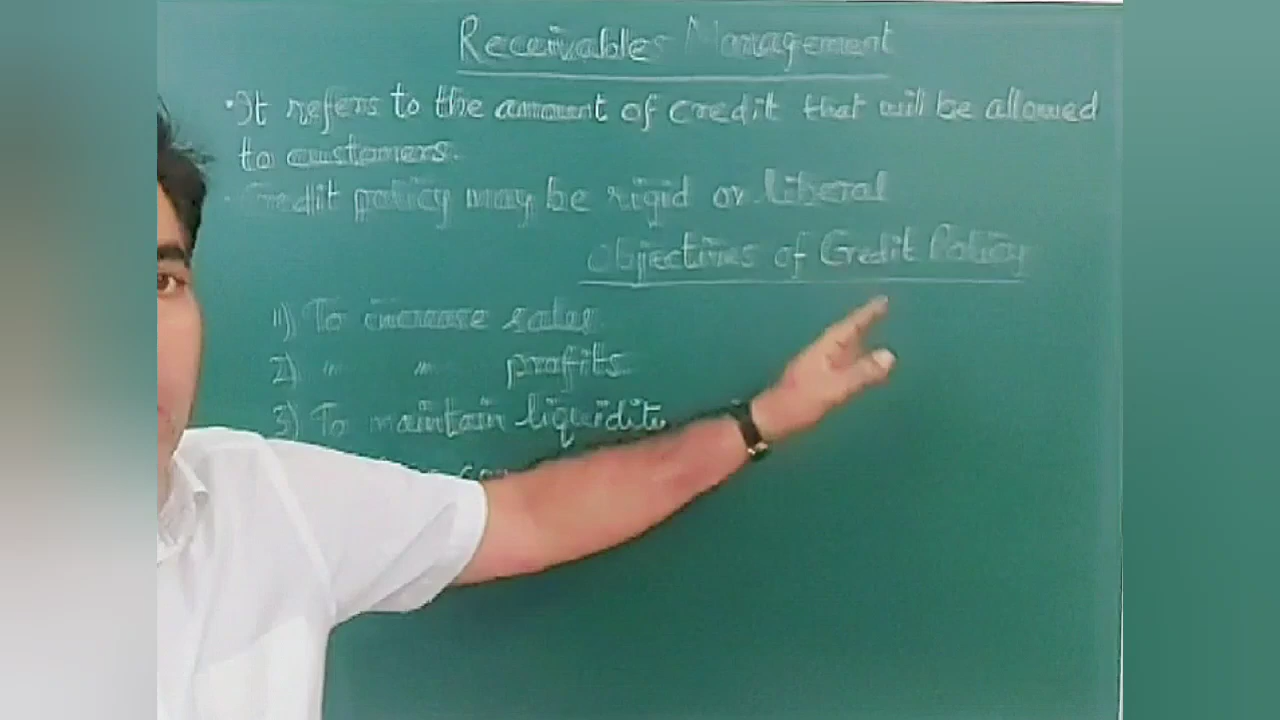 Receivables Management
• It refers to the amount of credit that will be allowed
to customers.
• Credit policy may be rigid or liberal
Objectives of Credit Policy
1) To increase sales
2) " " profits
3) To maintain liquidity